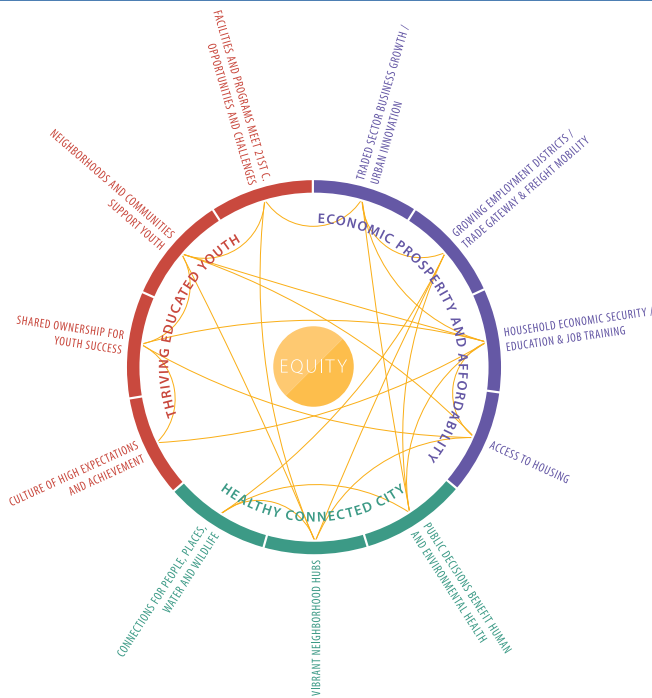 FACILITIES AND PROGRAMS MEET 21ST C.
OPPORTUNITIES AND CHALLENGES
TRADED SECTOR BUSINESS GROWTH /
URBAN INNOVATION
NEIGHBORHOODS AND COMMUNITIES
SUPPORT YOUTH
GROWING EMPLOYMENT DISTRICTS /
TRADE GATEWAY & FREIGHT MOBILITY
SHARED OWNERSHIP FOR
YOUTH SUCCESS
HOUSEHOLD ECONOMIC SECURITY /
EDUCATION & JOB TRAINING
CULTURE OF HIGH EXPECTATIONS
AND ACHIEVEMENT
ACCESS TO HOUSING
CONNECTIONS FOR PEOPLE, PLACES,
WATER AND WILDLIFE
VIBRANT NEIGHBORHOOD HUBS
PUBLIC DECISIONS BENEFIT HUMAN
AND ENVIRONMENTAL HEALTH
THRIVING EDUCATED YOUTH
ECONOMIC PROSPERITY AND AFFORDABILITY
HEALTHY CONNECTED CITY
EQUITY